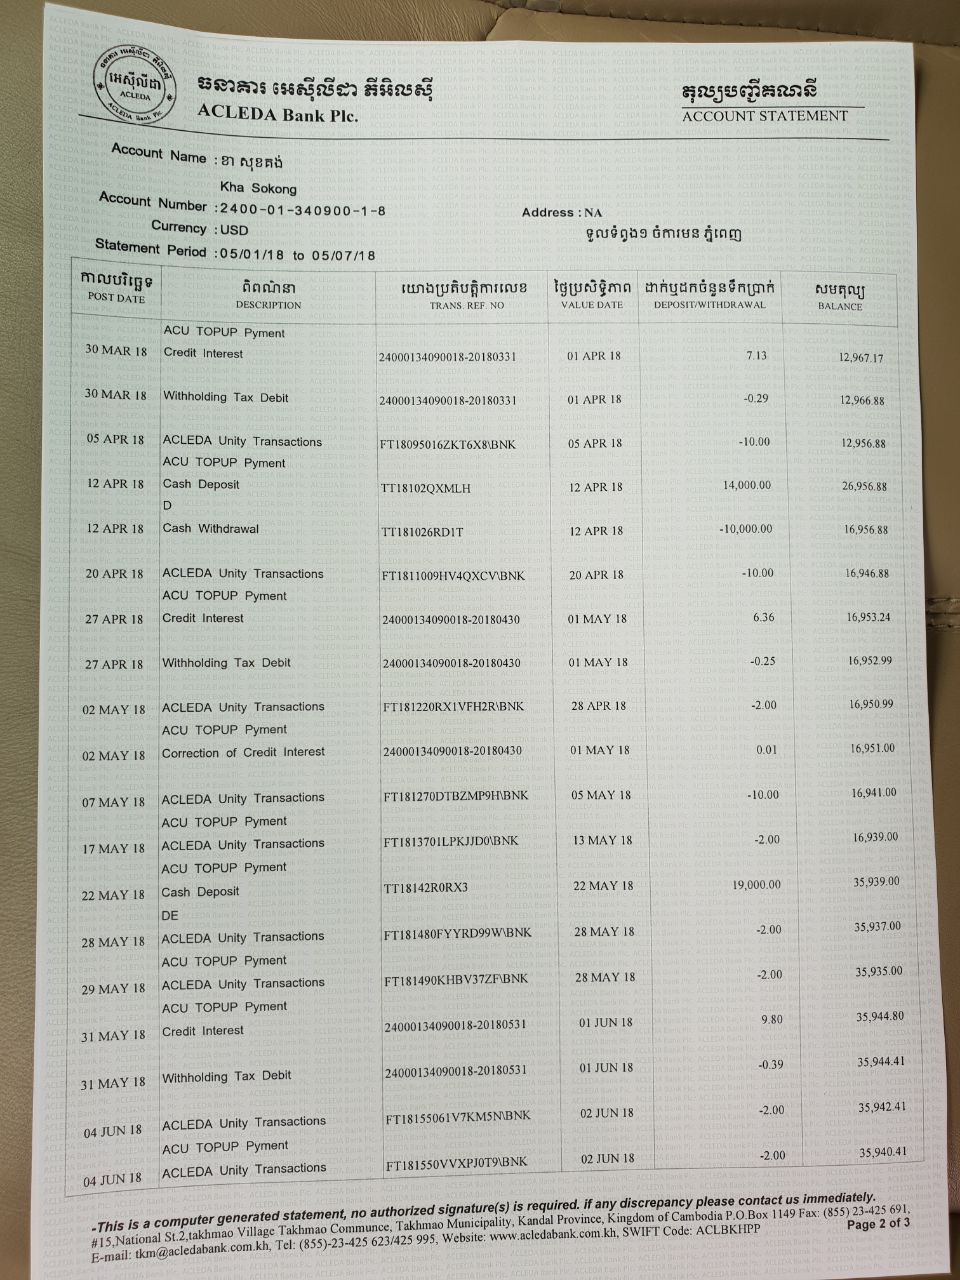 អេស៊ីលីដា
ACLEDA
ACLEDA Bank Plc.
ធនាគារ អេស៊ីលីដា ភីអិលស៊ី
ACLEDA Bank Plc.
តុល្យបញ្ជីគណនី
ACCOUNT STATEMENT
Account Name : ខា សុខគង់
Kha Sokong
Account Number : 2400-01-340900-1-8
Address : NA
Currency : USD
ទួលទំពូង១ ចំការមន ភ្នំពេញ
Statement Period : 05/01/18 to 05/07/18
កាលបរិច្ឆេទ ពិពណ៌នា យោងប្រតិបត្តិការលេខ ថ្ងៃប្រសិទ្ធិភាព ដាក់ឬដកចំនួនទឹកប្រាក់ សមតុល្យ
POST DATE DESCRIPTION TRANS. REF. NO VALUE DATE DEPOSIT/WITHDRAWAL BALANCE
ACU TOPUP Pyment
30 MAR 18 Credit Interest 24000134090018-20180331 01 APR 18 7.13 12,967.17
30 MAR 18 Withholding Tax Debit 24000134090018-20180331 01 APR 18 -0.29 12,966.88
05 APR 18 ACLEDA Unity Transactions FT18095016ZKT6X8\BNK 05 APR 18 -10.00 12,956.88
ACU TOPUP Pyment
12 APR 18 Cash Deposit TT18102QXMLH 12 APR 18 14,000.00 26,956.88
D
12 APR 18 Cash Withdrawal TT181026RD1T 12 APR 18 -10,000.00 16,956.88
20 APR 18 ACLEDA Unity Transactions FT1811009HV4QXCV\BNK 20 APR 18 -10.00 16,946.88
ACU TOPUP Pyment
27 APR 18 Credit Interest 24000134090018-20180430 01 MAY 18 6.36 16,953.24
27 APR 18 Withholding Tax Debit 24000134090018-20180430 01 MAY 18 -0.25 16,952.99
02 MAY 18 ACLEDA Unity Transactions FT181220RX1VFH2R\BNK 28 APR 18 -2.00 16,950.99
ACU TOPUP Pyment
02 MAY 18 Correction of Credit Interest 24000134090018-20180430 01 MAY 18 0.01 16,951.00
07 MAY 18 ACLEDA Unity Transactions FT181270DTBZMP9H\BNK 05 MAY 18 -10.00 16,941.00
ACU TOPUP Pyment
17 MAY 18 ACLEDA Unity Transactions FT1813701LPKJJD0\BNK 13 MAY 18 -2.00 16,939.00
ACU TOPUP Pyment
22 MAY 18 Cash Deposit TT18142R0RX3 22 MAY 18 19,000.00 35,939.00
DE
28 MAY 18 ACLEDA Unity Transactions FT181480FYYRD99W\BNK 28 MAY 18 -2.00 35,937.00
ACU TOPUP Pyment
29 MAY 18 ACLEDA Unity Transactions FT181490KHBV37ZF\BNK 28 MAY 18 -2.00 35,935.00
ACU TOPUP Pyment
31 MAY 18 Credit Interest 24000134090018-20180531 01 JUN 18 9.80 35,944.80
31 MAY 18 Withholding Tax Debit 24000134090018-20180531 01 JUN 18 -0.39 35,944.41
04 JUN 18 ACLEDA Unity Transactions FT18155061V7KM5N\BNK 02 JUN 18 -2.00 35,942.41
ACU TOPUP Pyment
04 JUN 18 ACLEDA Unity Transactions FT181550VVXPJ0T9\BNK 02 JUN 18 -2.00 35,940.41
-This is a computer generated statement, no authorized signature(s) is required. if any discrepancy please contact us immediately.
#15,National St.2,takhmao Village Takhmao Communce, Takhmao Municipality, Kandal Province, Kingdom of Cambodia P.O.Box 1149 Fax: (855) 23-425 691,
E-mail: tkm@acledabank.com.kh, Tel: (855)-23-425 623/425 995, Website: www.acledabank.com.kh, SWIFT Code: ACLBKHPP Page 2 of 3